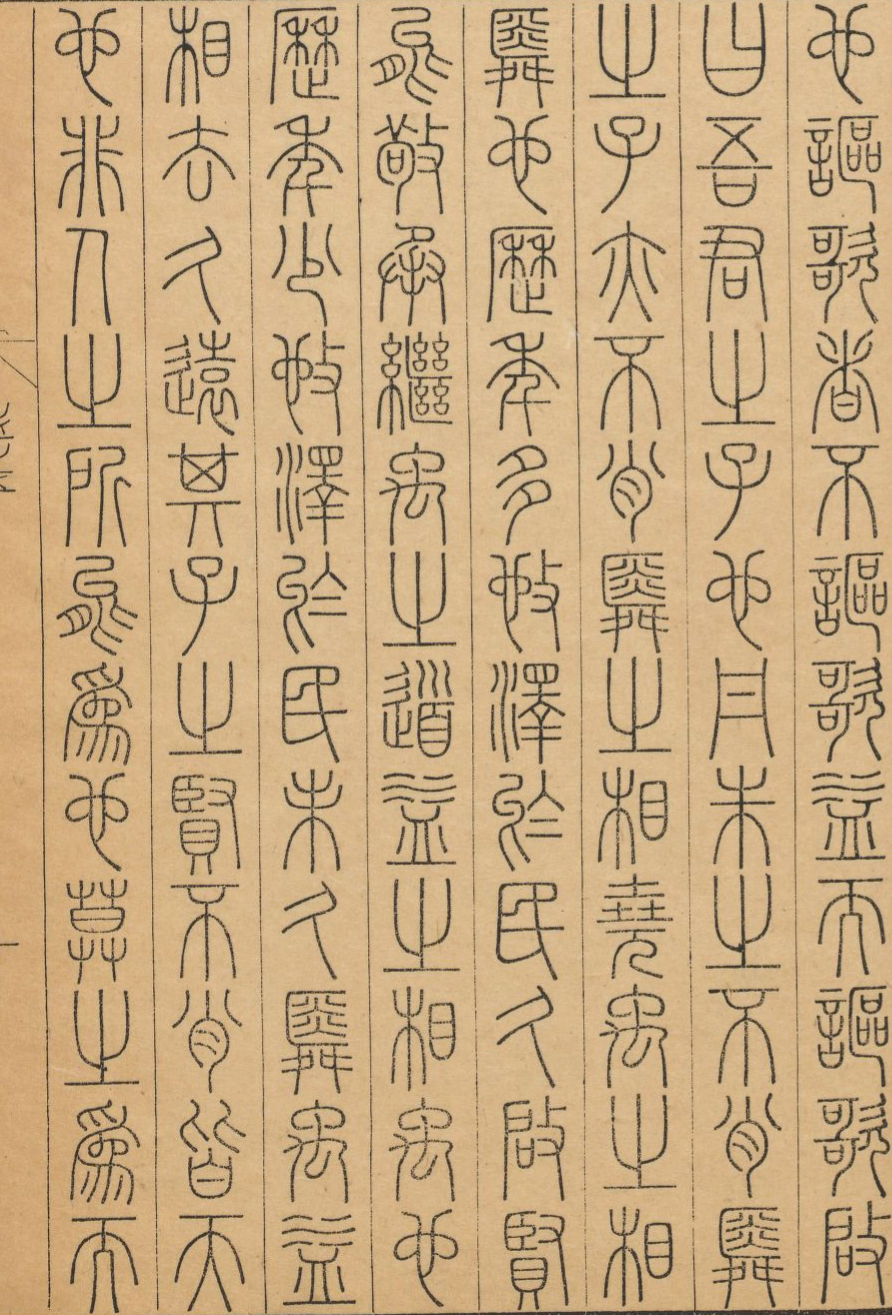 也謳歌者不謳歌益而謳歌啟
曰吾君之子也丹朱之不肖舜
之子亦不肖舜之相堯禹之相
舜也歷年多施澤於民久啟賢
能敬承繼禹之道益之相禹也
歷年少施澤於民未久舜禹益
相去久遠其子之賢不肖皆天
也非人之所能爲也莫之爲而